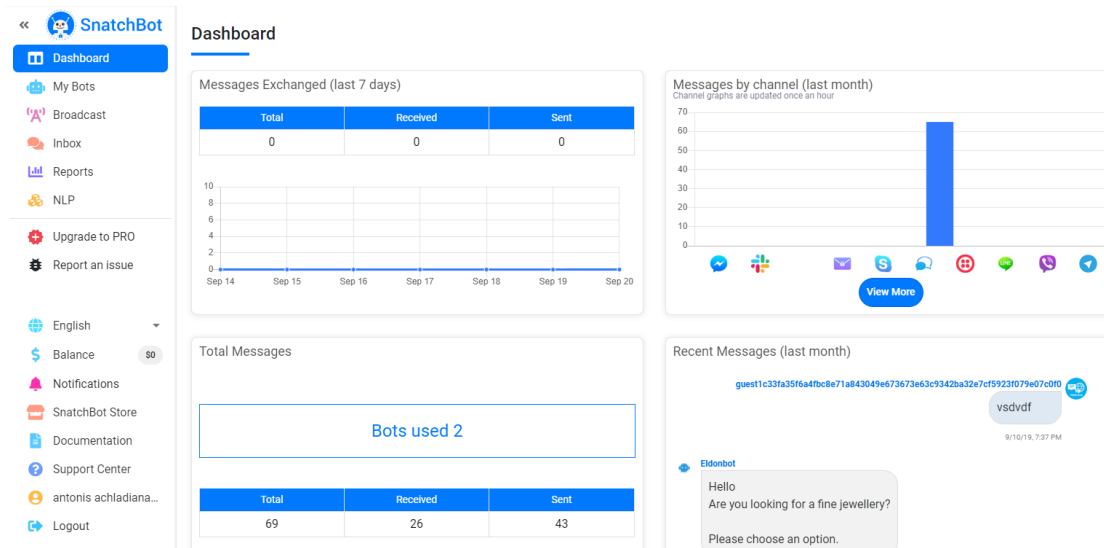 «
SnatchBot
Dashboard
My Bots
Broadcast
Inbox
Reports
NLP
Upgrade to PRO
Report an issue
English
Balance $0
Notifications
SnatchBot Store
Documentation
Support Center
antonis achladiana...
Logout
Dashboard
Messages Exchanged (last 7 days)
Total Received Sent
0 0 0
10
8
6
4
2
0
Sep 14 Sep 15 Sep 16 Sep 17 Sep 18 Sep 19 Sep 20
Messages by channel (last month)
Channel graphs are updated once an hour
70
60
50
40
30
20
10
0
LINE
View More
Total Messages
Bots used 2
Total Received Sent
69 26 43
Recent Messages (last month)
guest1c33fa35f6a4fbc8e71a843049e673673e63c9342ba32e7cf5923f079e07c0f0
vsdvdf
9/10/19, 7:37 PM
Eldonbot
Hello
Are you looking for a fine jewellery?
Please choose an option.